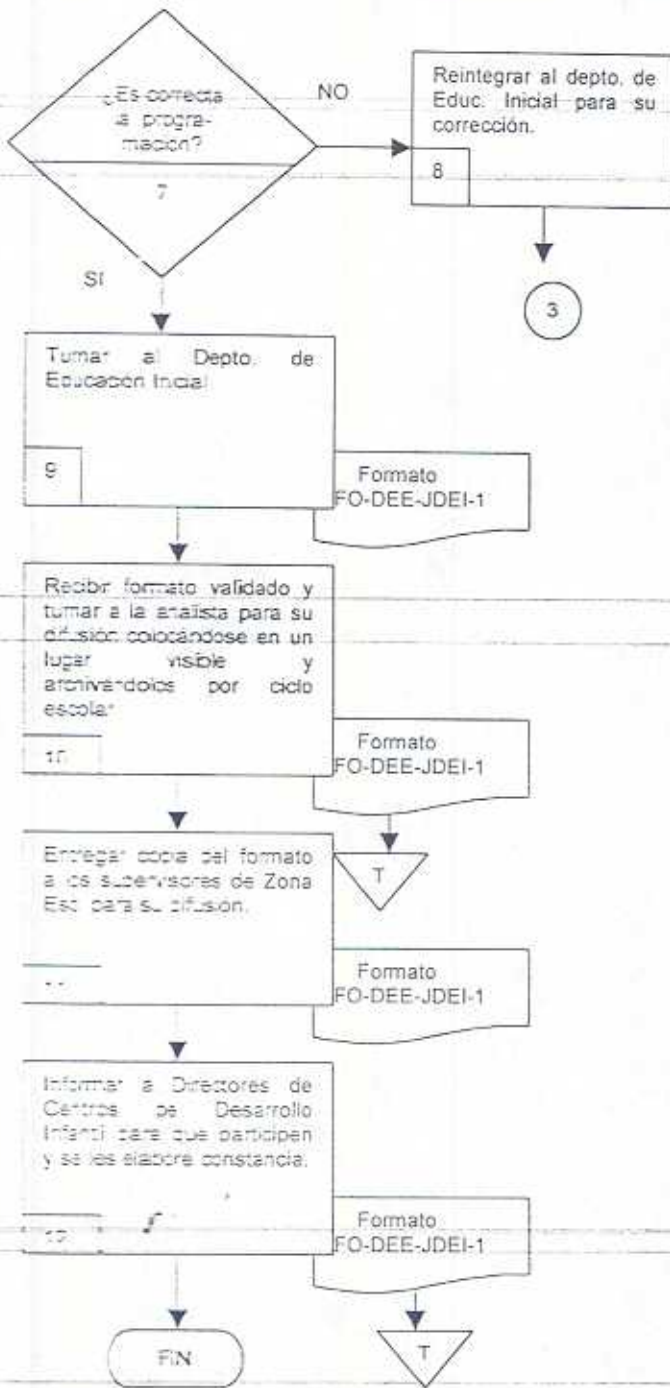 ¿Es correcta
la progra-
mación?
7
NO
Reintegrar al depto. de
Educ. Inicial para su
corrección.
8
3
SI
Turnar al Depto. de
Educación Inicial
9
Formato
FO-DEE-JDEI-1
Recibir formato validado y
turnar a la analista para su
difusión colocándose en un
lugar visible y
archivándolos por ciclo
escolar
10
Formato
FO-DEE-JDEI-1
T
Entregar copia del formato
a los supervisores de Zona
Esc. para su difusión.
11
Formato
FO-DEE-JDEI-1
Informar a Directores de
Centros de Desarrollo
Infantil para que participen
y se les elabore constancia.
12
Formato
FO-DEE-JDEI-1
FIN
T